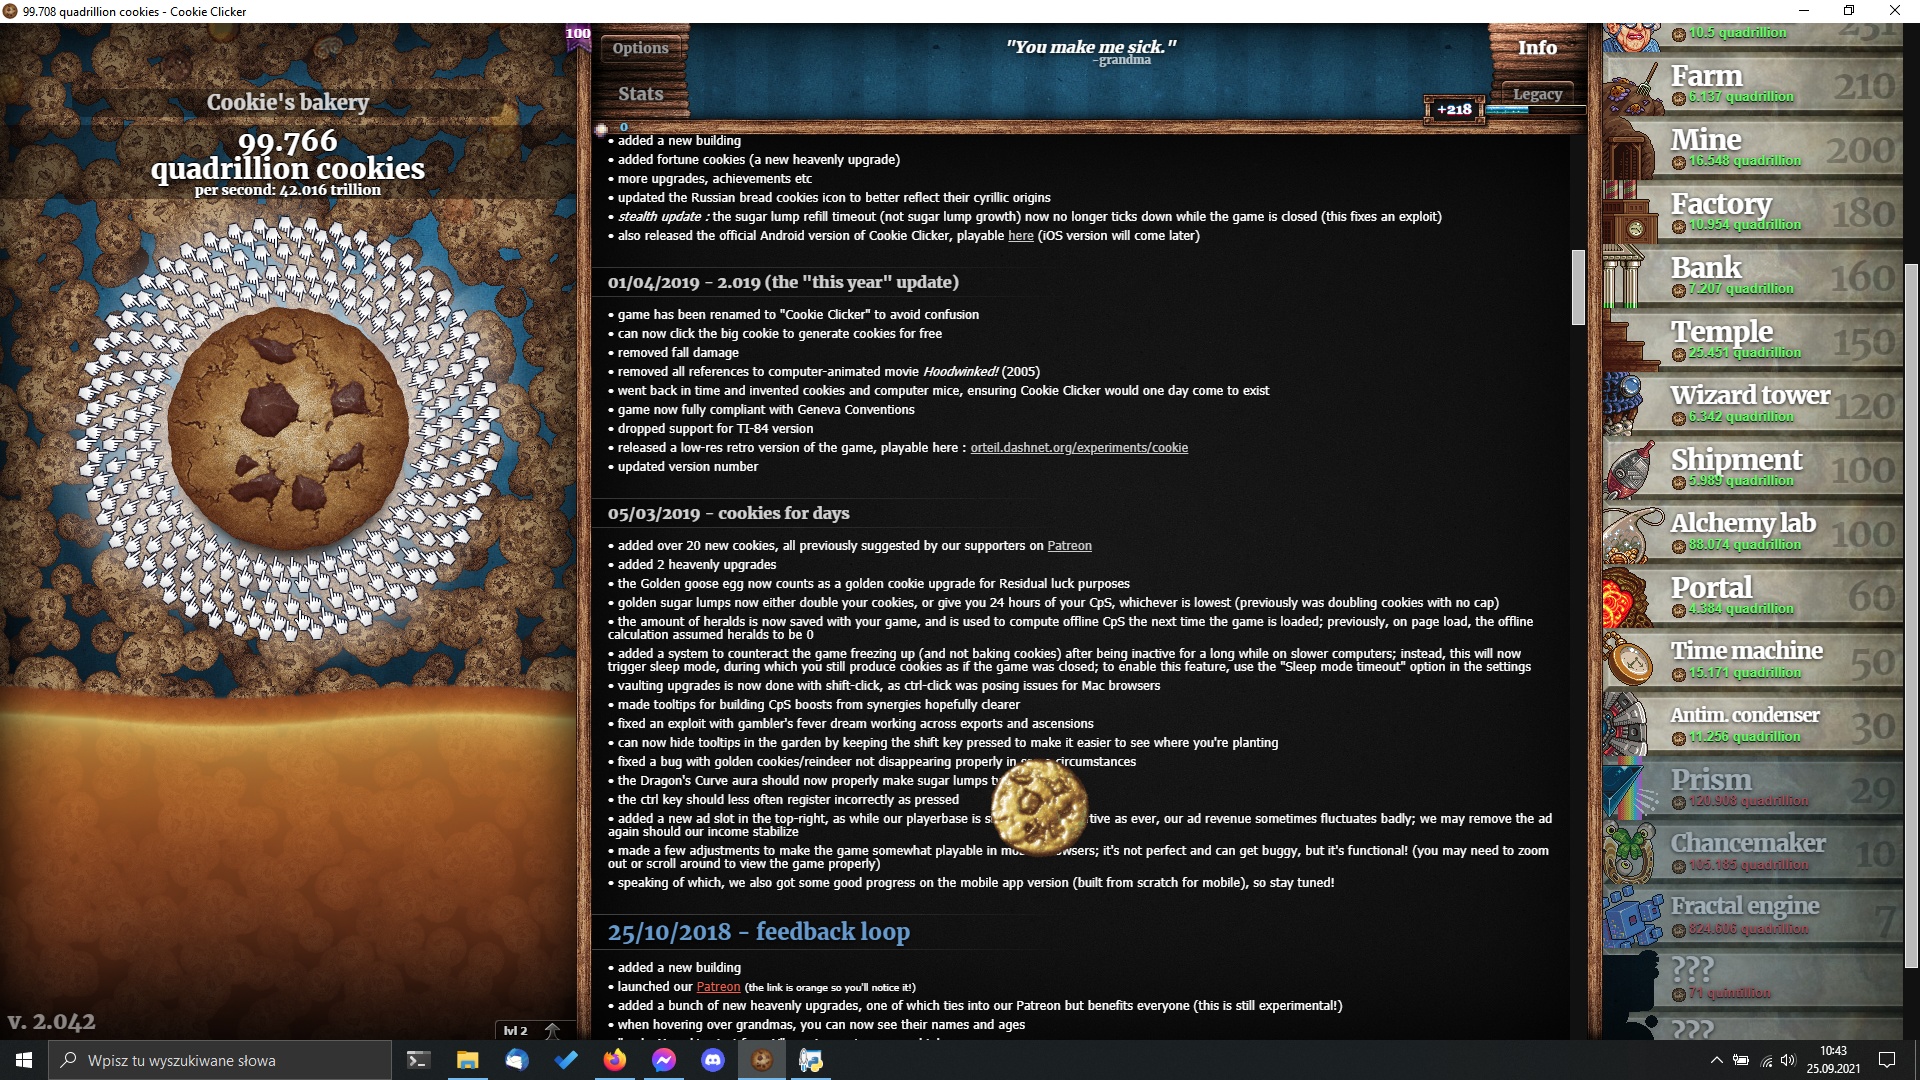 99.708 quadrillion cookies - Cookie Clicker
100
Cookie's bakery
99.766
quadrillion cookies
per second: 42.016 trillion
v. 2.042
lvl 2
Options
Stats
"You make me sick."
-grandma
Info
Legacy
+218
0
• added a new building
• added fortune cookies (a new heavenly upgrade)
• more upgrades, achievements etc
• updated the Russian bread cookies icon to better reflect their cyrillic origins
• stealth update : the sugar lump refill timeout (not sugar lump growth) now no longer ticks down while the game is closed (this fixes an exploit)
• also released the official Android version of Cookie Clicker, playable here (iOS version will come later)
01/04/2019 - 2.019 (the "this year" update)
• game has been renamed to "Cookie Clicker" to avoid confusion
• can now click the big cookie to generate cookies for free
• removed fall damage
• removed all references to computer-animated movie Hoodwinked! (2005)
• went back in time and invented cookies and computer mice, ensuring Cookie Clicker would one day come to exist
• game now fully compliant with Geneva Conventions
• dropped support for TI-84 version
• released a low-res retro version of the game, playable here : orteil.dashnet.org/experiments/cookie
• updated version number
05/03/2019 - cookies for days
• added over 20 new cookies, all previously suggested by our supporters on Patreon
• added 2 heavenly upgrades
• the Golden goose egg now counts as a golden cookie upgrade for Residual luck purposes
• golden sugar lumps now either double your cookies, or give you 24 hours of your CpS, whichever is lowest (previously was doubling cookies with no cap)
• the amount of heralds is now saved with your game, and is used to compute offline CpS the next time the game is loaded; previously, on page load, the offline
calculation assumed heralds to be 0
• added a system to counteract the game freezing up (and not baking cookies) after being inactive for a long while on slower computers; instead, this will now
trigger sleep mode, during which you still produce cookies as if the game was closed; to enable this feature, use the "Sleep mode timeout" option in the settings
• vaulting upgrades is now done with shift-click, as ctrl-click was posing issues for Mac browsers
• made tooltips for building CpS boosts from synergies hopefully clearer
• fixed an exploit with gambler's fever dream working across exports and ascensions
• can now hide tooltips in the garden by keeping the shift key pressed to make it easier to see where you're planting
• fixed a bug with golden cookies/reindeer not disappearing properly in circumstances
• the Dragon's Curve aura should now properly make sugar lumps
• the ctrl key should less often register incorrectly as pressed
• added a new ad slot in the top-right, as while our playerbase is as ever, our ad revenue sometimes fluctuates badly; we may remove the ad
again should our income stabilize
• made a few adjustments to make the game somewhat playable in it's not perfect and can get buggy, but it's functional! (you may need to zoom
out or scroll around to view the game properly)
• speaking of which, we also got some good progress on the mobile app version (built from scratch for mobile), so stay tuned!
25/10/2018 - feedback loop
• added a new building
• launched our Patreon (the link is orange so you'll notice it!)
• added a bunch of new heavenly upgrades, one of which ties into our Patreon but benefits everyone (this is still experimental!)
• when hovering over grandmas, you can now see their names and ages
10.5 quadrillion
231
Farm
6.137 quadrillion
210
Mine
16.548 quadrillion
200
Factory
10.954 quadrillion
180
Bank
7.207 quadrillion
160
Temple
25.451 quadrillion
150
Wizard tower
6.342 quadrillion
120
Shipment
5.989 quadrillion
100
Alchemy lab
88.074 quadrillion
100
Portal
4.384 quadrillion
60
Time machine
15.171 quadrillion
50
Antim. condenser
11.256 quadrillion
30
Prism
120.908 quadrillion
29
Chancemaker
105.185 quadrillion
10
Fractal engine
824.606 quadrillion
7
???
71 quintillion
???
Wpisz tu wyszukiwane słowa
10:43
25.09.2021